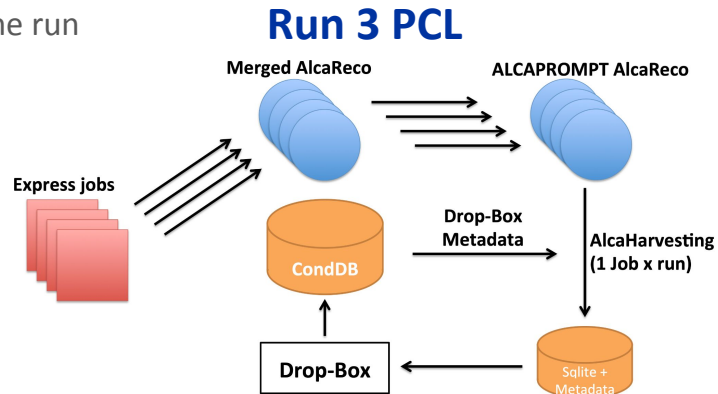 ne run
Run 3 PCL
Merged AlcaReco
ALCAPROMPT AlcaReco
Express jobs
Drop-Box
Metadata
AlcaHarvesting
(1 Job x run)
CondDB
Drop-Box
Sqlite +
Metadata